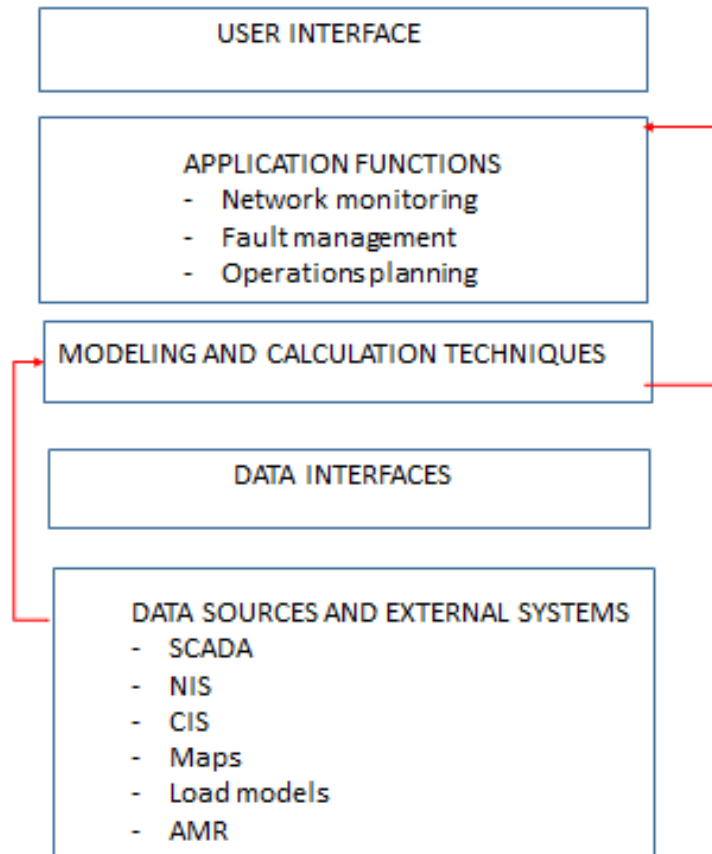 USER INTERFACE
APPLICATION FUNCTIONS
- Network monitoring
- Fault management
- Operations planning
MODELING AND CALCULATION TECHNIQUES
DATA INTERFACES
DATA SOURCES AND EXTERNAL SYSTEMS
- SCADA
- NIS
- CIS
- Maps
- Load models
- AMR